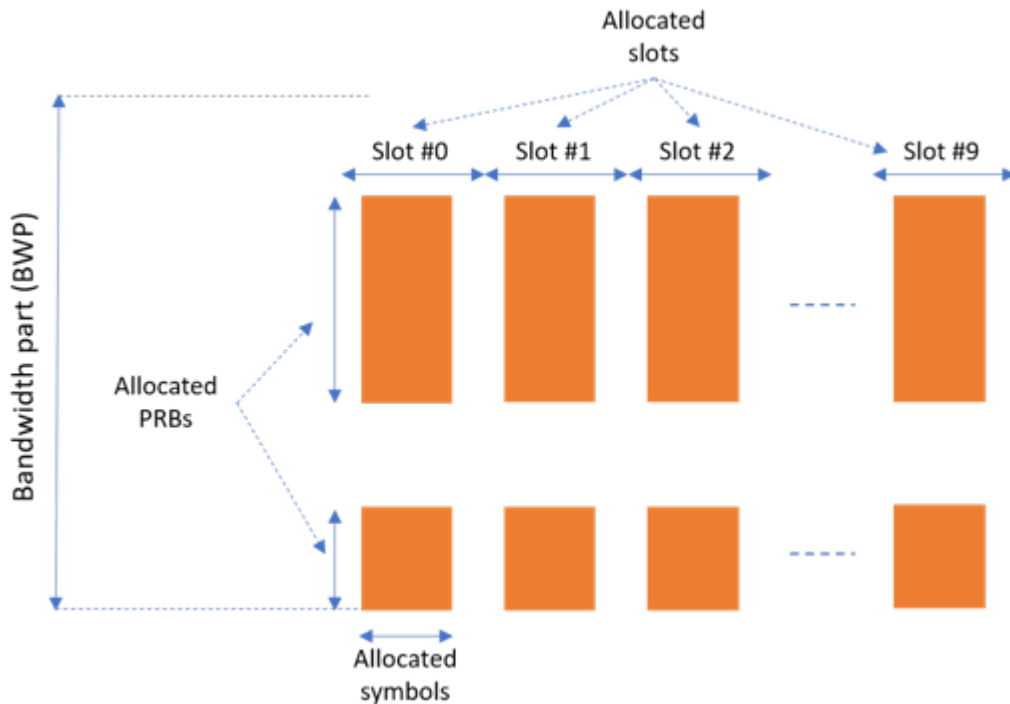 Allocated
slots
Slot #0
Slot #1
Slot #2
Slot #9
Bandwidth part (BWP)
Allocated
PRBs
Allocated
symbols